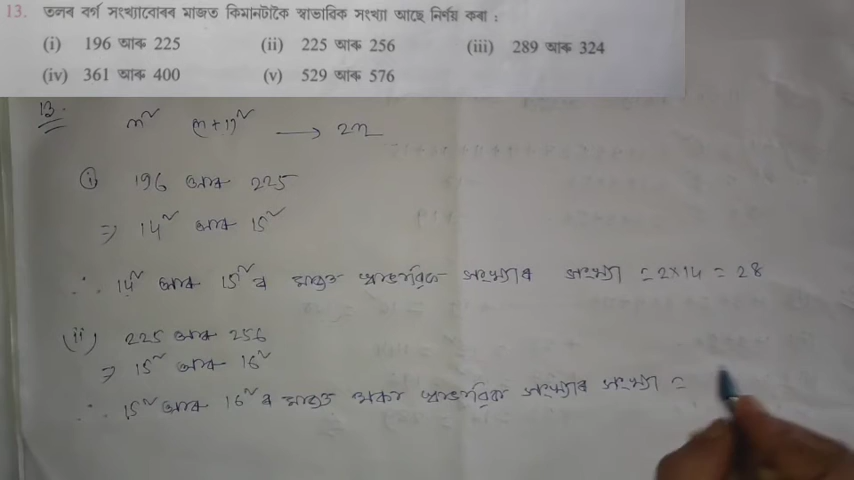 13. তলৰ বৰ্গ সংখ্যাবোৰৰ মাজত কিমানটাকৈ স্বাভাৱিক সংখ্যা আছে নিৰ্ণয় কৰা :
(i) 196 আৰু 225 (ii) 225 আৰু 256 (iii) 289 আৰু 324
(iv) 361 আৰু 400 (v) 529 আৰু 576
13. n² (n+1)² → 2n
(i) 196 আৰু 225
⇒ 14² আৰু 15²
∴ 14² আৰু 15² ৰ মাজত স্বাভাৱিক সংখ্যাৰ সংখ্যা = 2×14 = 28
(ii) 225 আৰু 256
⇒ 15² আৰু 16²
∴ 15² আৰু 16² ৰ মাজত থকা স্বাভাৱিক সংখ্যাৰ সংখ্যা =